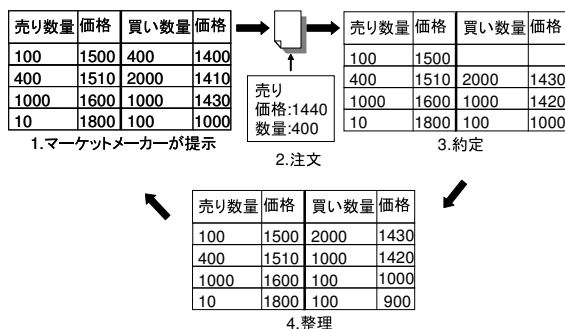 売り数量 価格 買い数量 価格
100 1500 400 1400
400 1510 2000 1410
1000 1600 1000 1430
10 1800 100 1000
1.マーケットメーカーが提示
売り
価格:1440
数量:400
2.注文
売り数量 価格 買い数量 価格
100 1500
400 1510 2000 1430
1000 1600 1000 1420
10 1800 100 1000
3.約定
売り数量 価格 買い数量 価格
100 1500 2000 1430
400 1510 1000 1420
1000 1600 100 1000
10 1800 100 900
4.整理